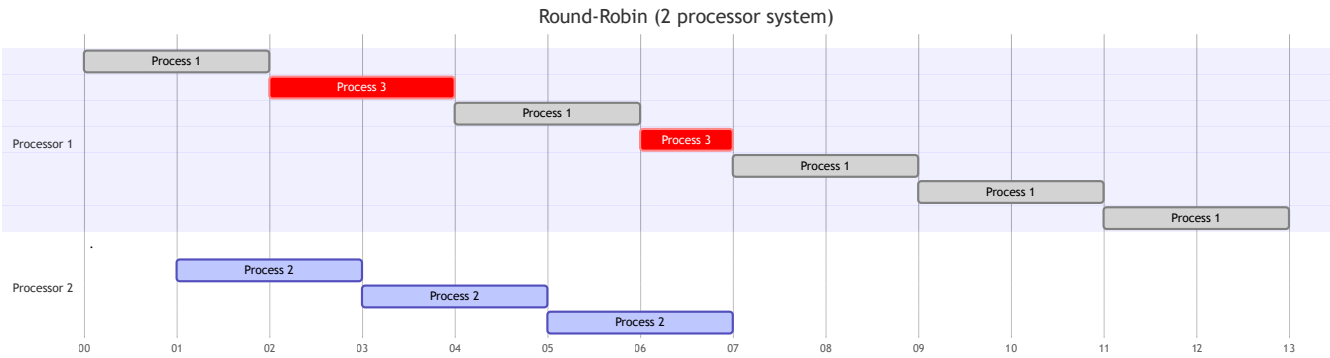 Round-Robin (2 processor system)
Process 1
Process 3
Process 1
Process 3
Processor 1
Process 1
Process 1
Process 1
.
Process 2
Processor 2
Process 2
Process 2
00 01 02 03 04 05 06 07 08 09 10 11 12 13